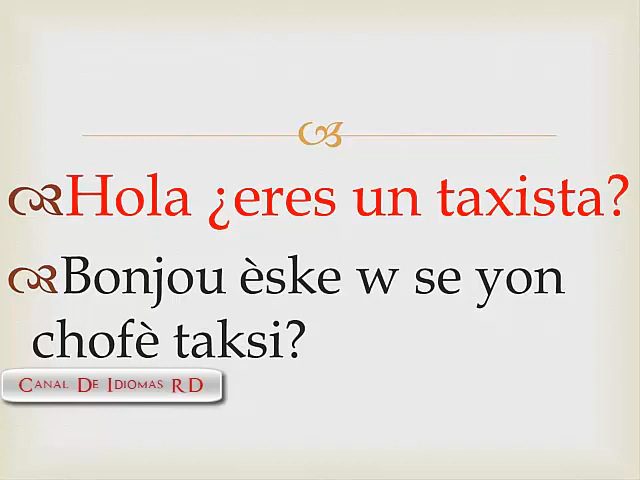 Hola ¿eres un taxista?
Bonjou èske w se yon
chofè taksi?
Canal De Idiomas RD